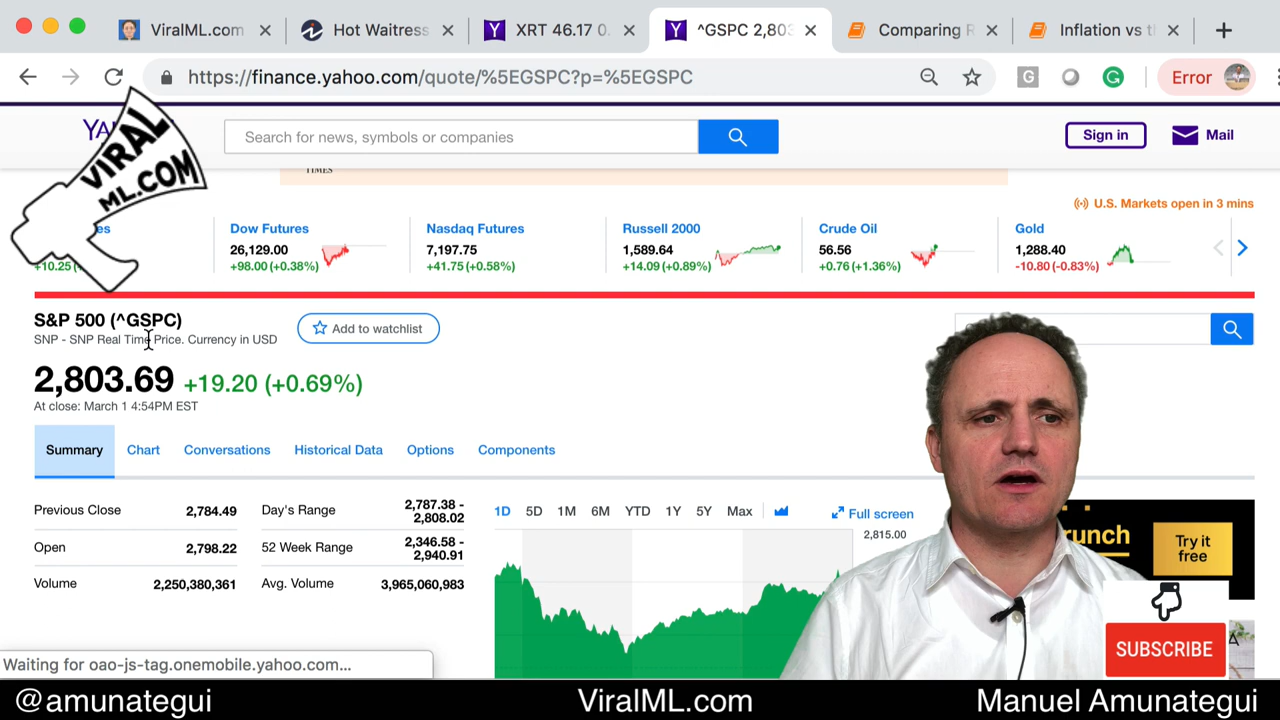 ViralML.com
Hot Waitress
XRT 46.17 0.
^GSPC 2,803
Comparing R
Inflation vs t
https://finance.yahoo.com/quote/%5EGSPC?p=%5EGSPC
G
Error
YA
Search for news, symbols or companies
Sign in
Mail
VIRAL
ML.COM
TIMES
U.S. Markets open in 3 mins
es
Dow Futures
Nasdaq Futures
Russell 2000
Crude Oil
Gold
26,129.00
7,197.75
1,589.64
56.56
1,288.40
+10.25
+98.00 (+0.38%)
+41.75 (+0.58%)
+14.09 (+0.89%)
+0.76 (+1.36%)
-10.80 (-0.83%)
S&P 500 (^GSPC)
SNP - SNP Real Time Price. Currency in USD
Add to watchlist
2,803.69 +19.20 (+0.69%)
At close: March 1 4:54PM EST
Summary
Chart
Conversations
Historical Data
Options
Components
Previous Close 2,784.49
Open 2,798.22
Volume 2,250,380,361
Day's Range 2,787.38 -
2,808.02
52 Week Range 2,346.58 -
2,940.91
Avg. Volume 3,965,060,983
1D 5D 1M 6M YTD 1Y 5Y Max
Full screen
2,815.00
runch
Try it
free
SUBSCRIBE
Waiting for oao-js-tag.onemobile.yahoo.com...
@amunategui
ViralML.com
Manuel Amunategui